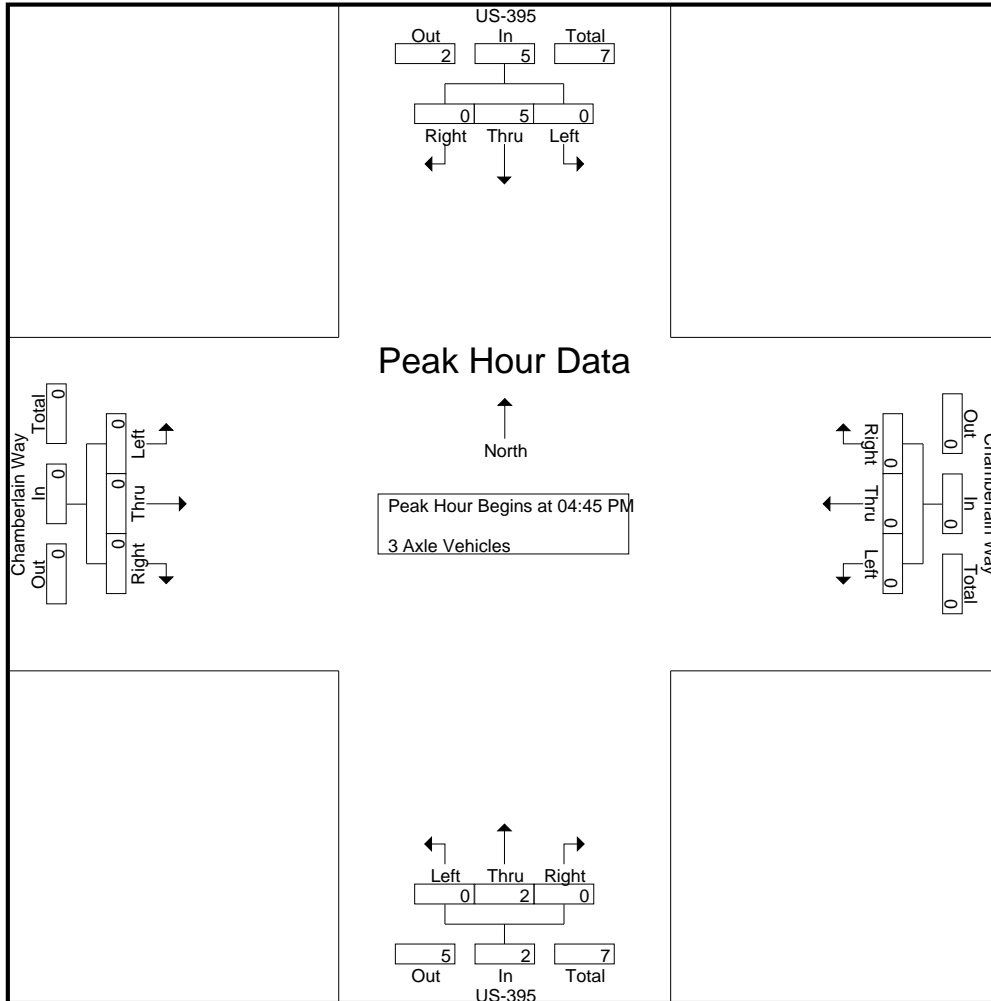 US-395
Out In Total
2 5 7
0 5 0
Right Thru Left
Peak Hour Data
North
Peak Hour Begins at 04:45 PM
3 Axle Vehicles
Chamberlain Way
Out In Total
0 0 0
0 0 0
Right Thru Left
Chamberlain Way
Out In Total
0 0 0
0 0 0
Right Thru Left
Left Thru Right
0 2 0
5 2 7
Out In Total
US-395